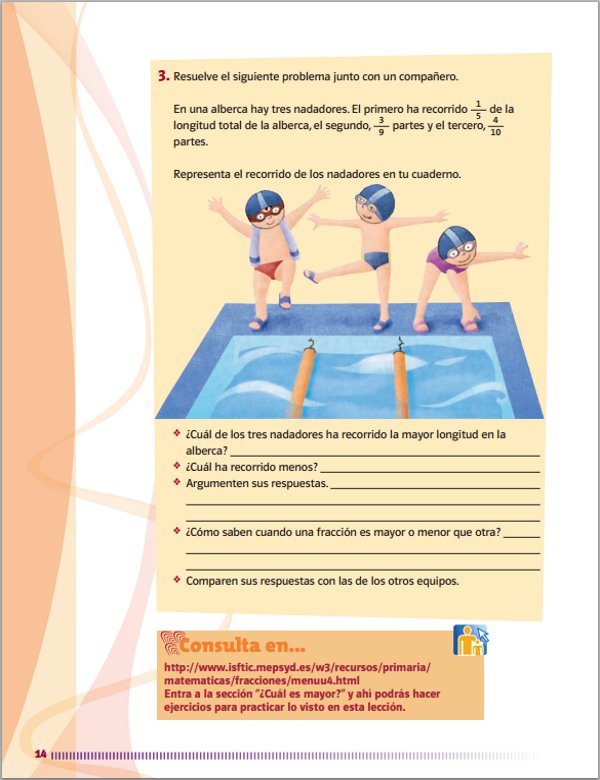 3. Resuelve el siguiente problema junto con un compañero.
En una alberca hay tres nadadores. El primero ha recorrido 1/5 de la
longitud total de la alberca, el segundo, 3/9 partes y el tercero, 4/10
partes.
Representa el recorrido de los nadadores en tu cuaderno.
❖ ¿Cuál de los tres nadadores ha recorrido la mayor longitud en la
alberca?
❖ ¿Cuál ha recorrido menos?
❖ Argumenten sus respuestas.
❖ ¿Cómo saben cuando una fracción es mayor o menor que otra?
❖ Comparen sus respuestas con las de los otros equipos.
Consulta en...
http://www.isftic.mepsyd.es/w3/recursos/primaria/
matematicas/fracciones/menuu4.html
Entra a la sección “¿Cuál es mayor?” y ahí podrás hacer
ejercicios para practicar lo visto en esta lección.
14